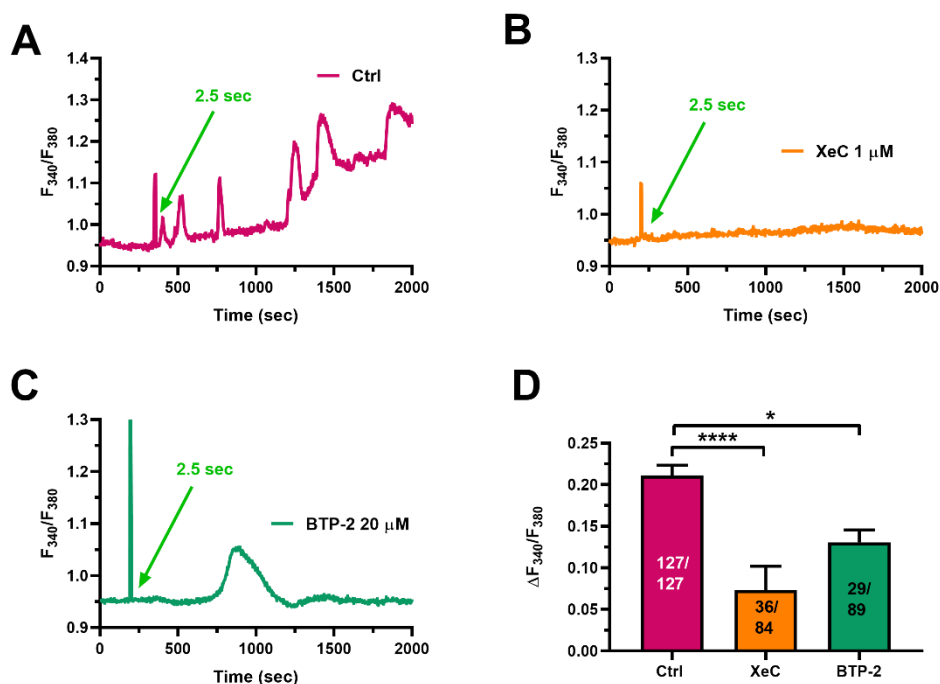 A
1.4
1.3
1.2
1.1
1.0
0.9
F340/F380
2.5 sec
Ctrl
0 500 1000 1500 2000
Time (sec)
B
1.3
1.2
1.1
1.0
0.9
F340/F380
2.5 sec
XeC 1 μM
0 500 1000 1500 2000
Time (sec)
C
1.3
1.2
1.1
1.0
0.9
F340/F380
2.5 sec
BTP-2 20 μM
0 500 1000 1500 2000
Time (sec)
D
*
****
0.25
0.20
0.15
0.10
0.05
0.00
ΔF340/F380
127/
127
36/
84
29/
89
Ctrl XeC BTP-2